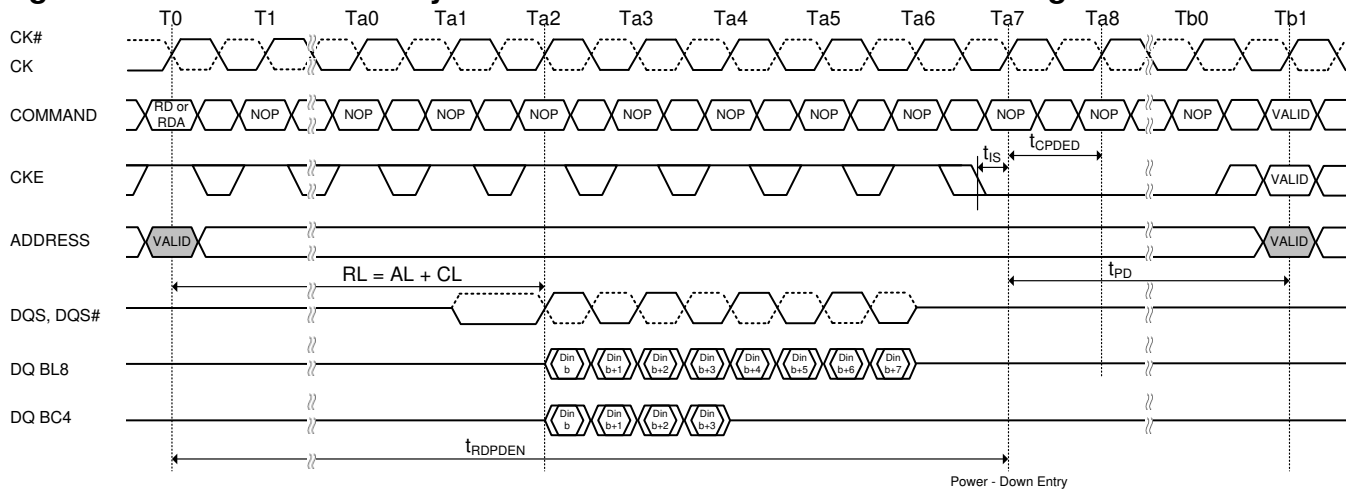 T0 T1 Ta0 Ta1 Ta2 Ta3 Ta4 Ta5 Ta6 Ta7 Ta8 Tb0 Tb1
CK#
CK
COMMAND RD or RDA NOP NOP NOP NOP NOP NOP NOP NOP NOP NOP NOP VALID
tIS tCPDED
CKE VALID
ADDRESS VALID VALID
RL = AL + CL tPD
DQS, DQS#
DQ BL8 Din b Din b+1 Din b+2 Din b+3 Din b+4 Din b+5 Din b+6 Din b+7
DQ BC4 Din b Din b+1 Din b+2 Din b+3
tRDPDEN
Power - Down Entry